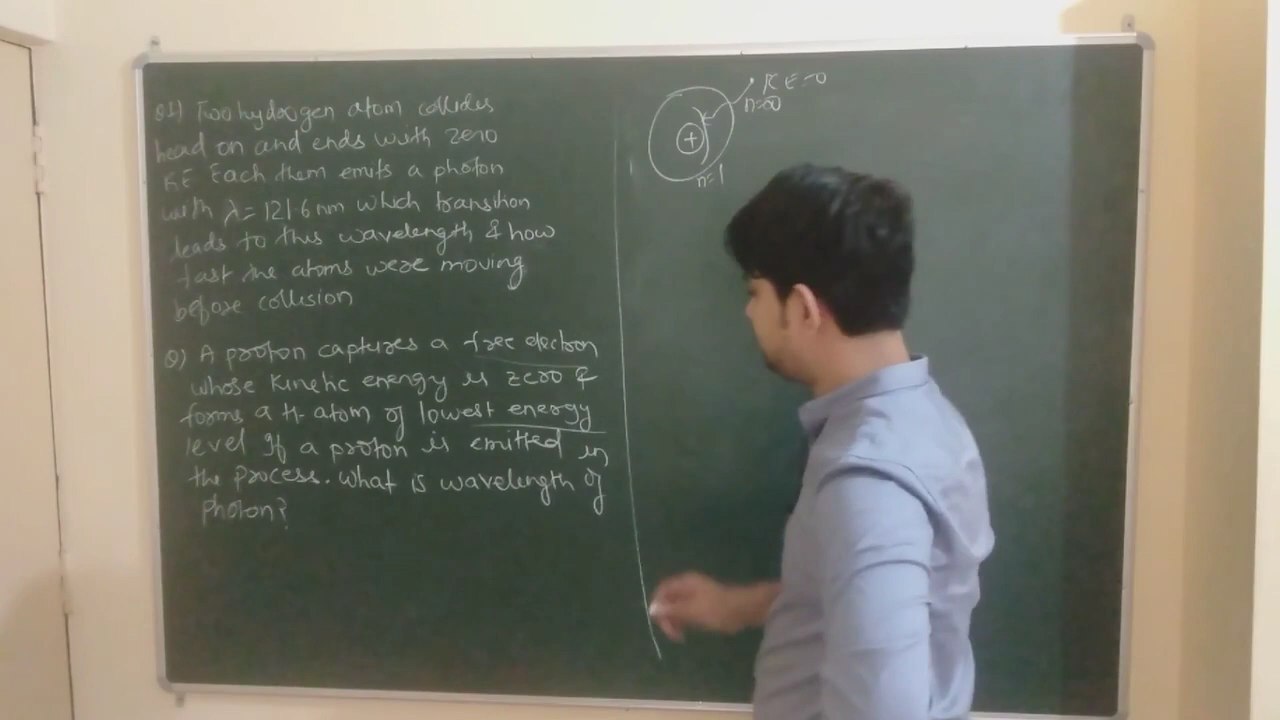 Q1) Two hydrogen atom collides
head on and ends with zero
KE Each them emits a photon
with λ = 121.6 nm which transition
leads to this wavelength & how
fast the atoms were moving
before collision
Q) A proton captures a free electron
whose Kinetic energy is zero &
forms a H-atom of lowest energy
level If a proton is emitted in
the process. What is wavelength of
photon?
KE=0
n=∞
+
n=1